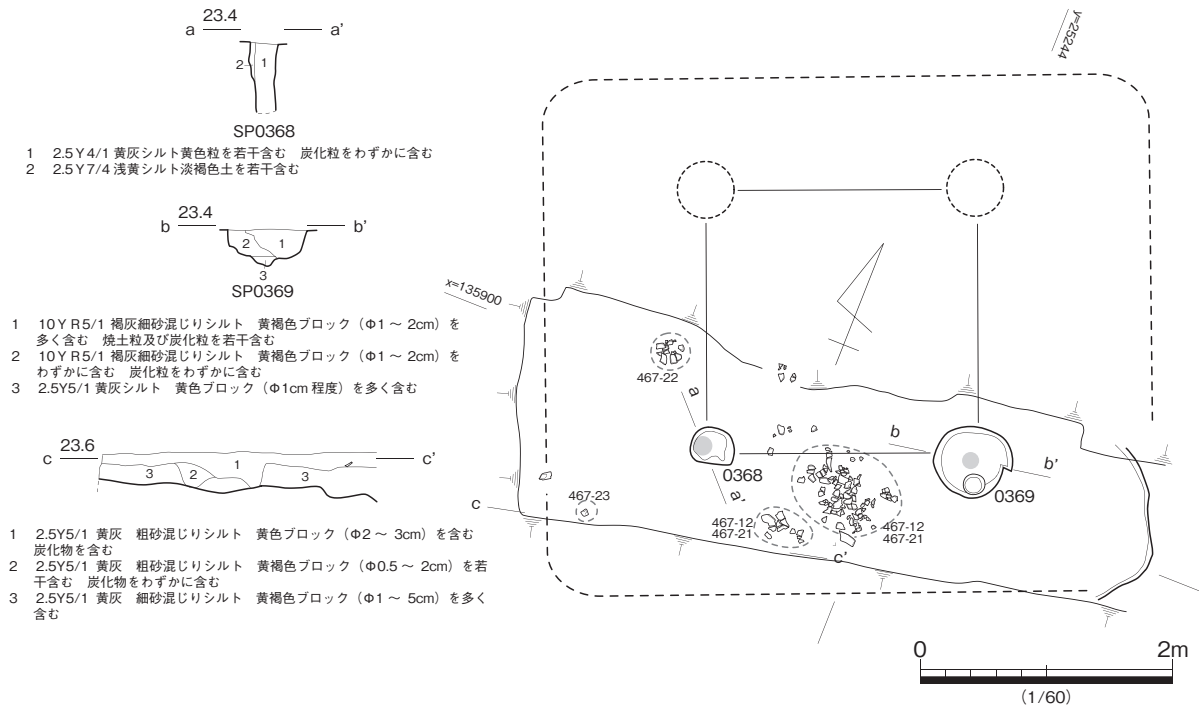 23.4
a a’
2 1
SP0368
1 2.5Y4/1 黄灰シルト黄色粒を若干含む 炭化粒をわずかに含む
2 2.5Y7/4 浅黄シルト淡褐色土を若干含む
23.4
b b’
2 1
3
SP0369
1 10YR5/1 褐灰細砂混じりシルト 黄褐色ブロック（Φ1～2cm）を
多く含む 焼土粒及び炭化粒を若干含む
2 10YR5/1 褐灰細砂混じりシルト 黄褐色ブロック（Φ1～2cm）を
わずかに含む 炭化粒をわずかに含む
3 2.5Y5/1 黄灰シルト 黄色ブロック（Φ1cm程度）を多く含む
23.6
c c’
3 2 1 3
1 2.5Y5/1 黄灰 粗砂混じりシルト 黄色ブロック（Φ2～3cm）を含む
炭化物を含む
2 2.5Y5/1 黄灰 粗砂混じりシルト 黄褐色ブロック（Φ0.5～2cm）を若
干含む 炭化物をわずかに含む
3 2.5Y5/1 黄灰 細砂混じりシルト 黄褐色ブロック（Φ1～5cm）を多く
含む
y=25244
x=135900
467-22
a
b
b’
0368
0369
a’
c
467-23
467-12
467-21
467-12
467-21
c’
0 2m
(1/60)